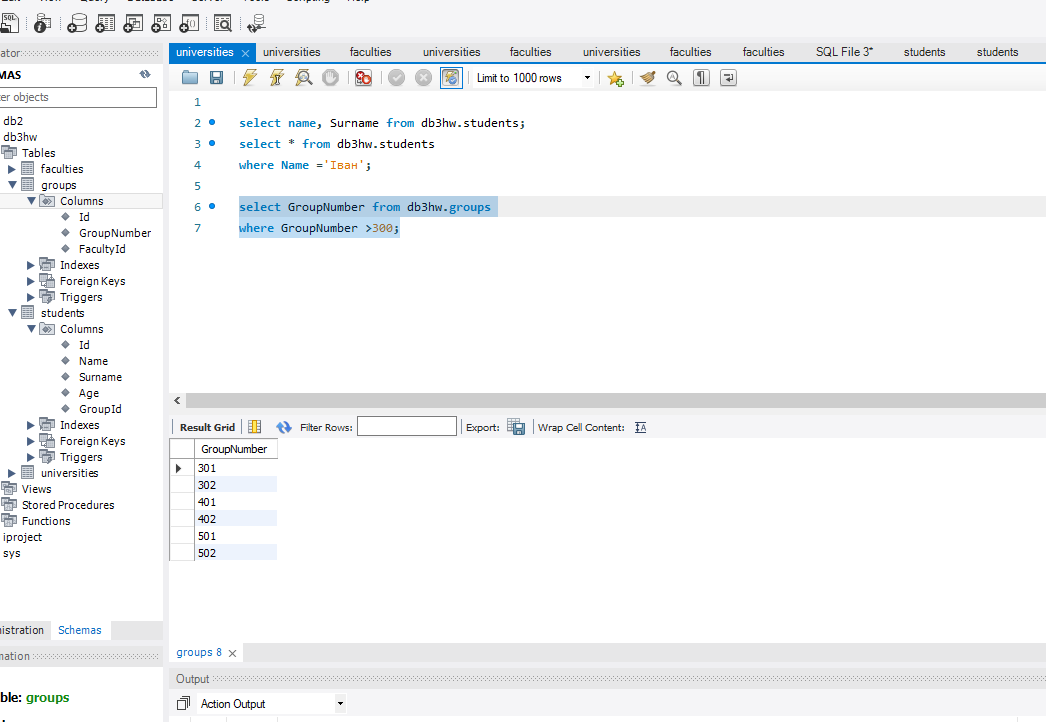 universities × universities faculties universities faculties universities faculties faculties SQL File 3* students students
MAS
er objects
Limit to 1000 rows
db2
db3hw
Tables
faculties
groups
Columns
Id
GroupNumber
FacultyId
Indexes
Foreign Keys
Triggers
students
Columns
Id
Name
Surname
Age
GroupId
Indexes
Foreign Keys
Triggers
universities
Views
Stored Procedures
Functions
iproject
sys
1
2 select name, Surname from db3hw.students;
3 select * from db3hw.students
4 where Name ='Іван';
5
6 select GroupNumber from db3hw.groups
7 where GroupNumber >300;
Result Grid Filter Rows: Export: Wrap Cell Content:
GroupNumber
301
302
401
402
501
502
nistration Schemas
mation
ble: groups
groups 8 ×
Output
Action Output